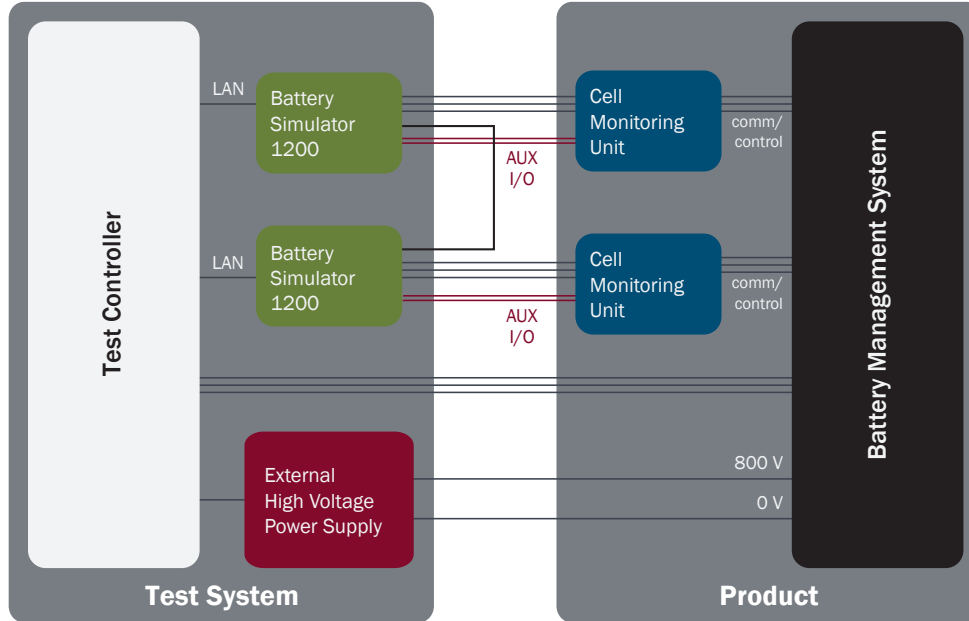 Test Controller
LAN
Battery
Simulator
1200
AUX
I/O
Cell
Monitoring
Unit
comm/
control
LAN
Battery
Simulator
1200
AUX
I/O
Cell
Monitoring
Unit
comm/
control
Battery Management System
External
High Voltage
Power Supply
800 V
0 V
Test System
Product